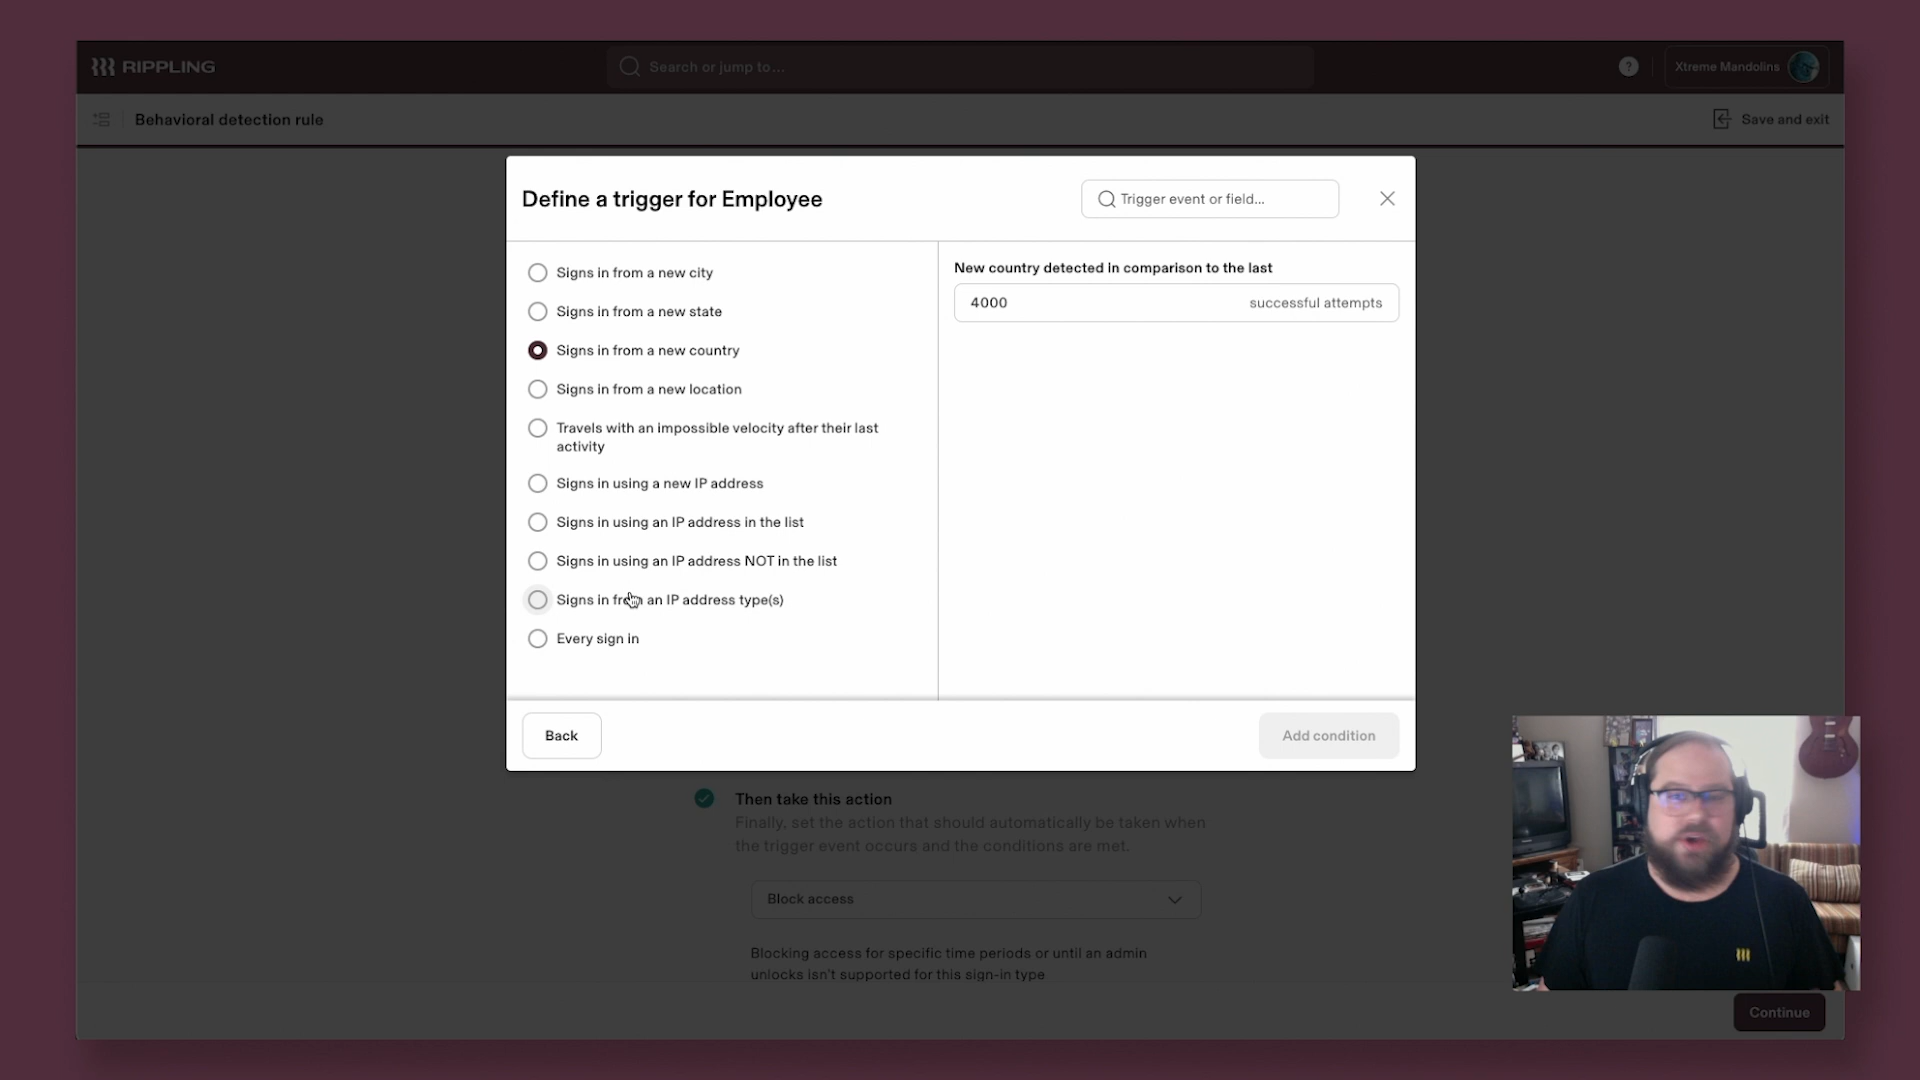 RIPPLING
Search or jump to...
?
Xtreme Mandolins
Behavioral detection rule
Save and exit
Define a trigger for Employee
Trigger event or field...
Signs in from a new city
Signs in from a new state
Signs in from a new country
Signs in from a new location
Travels with an impossible velocity after their last
activity
Signs in using a new IP address
Signs in using an IP address in the list
Signs in using an IP address NOT in the list
Signs in from an IP address type(s)
Every sign in
New country detected in comparison to the last
4000 successful attempts
Back
Add condition
Then take this action
Finally, set the action that should automatically be taken when
the trigger event occurs and the conditions are met.
Block access
Blocking access for specific time periods or until an admin
unlocks isn't supported for this sign-in type
Continue